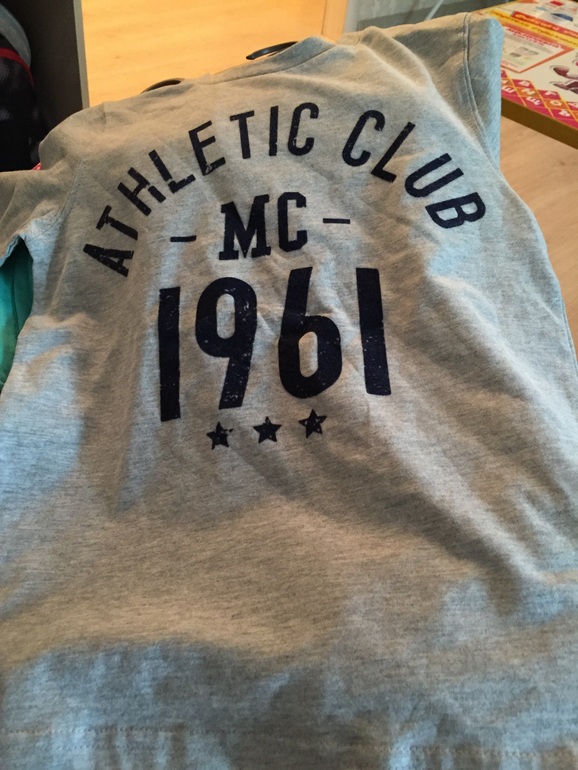 ATHLETIC CLUB
- MC -
1961